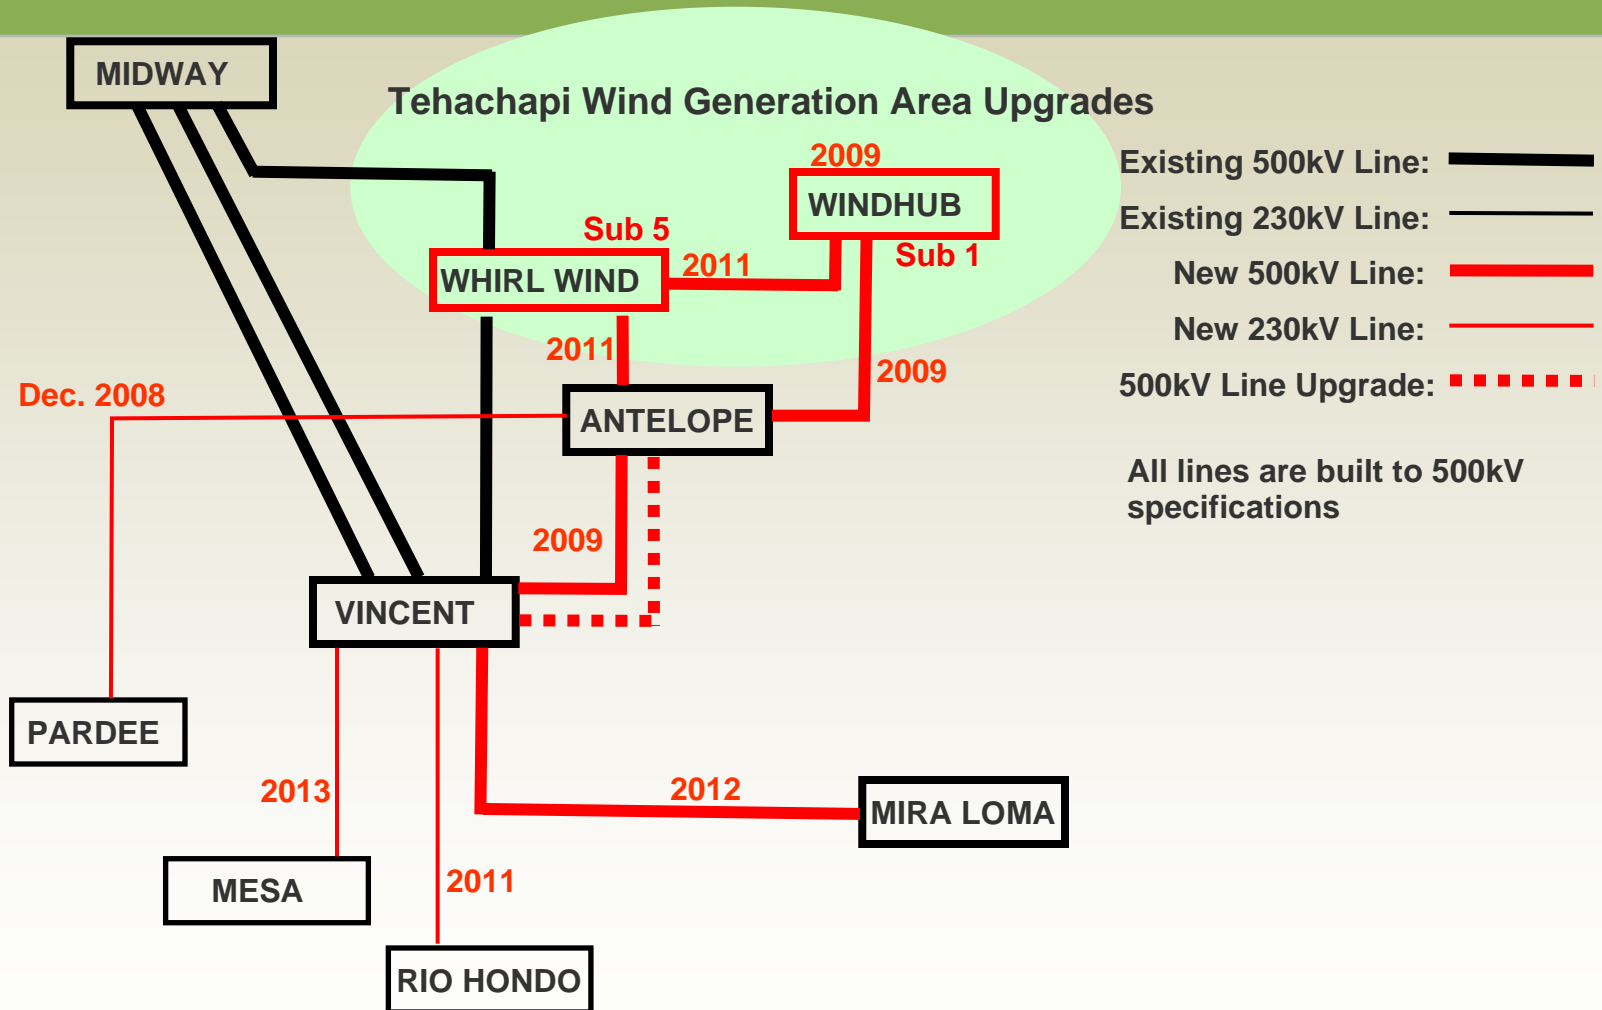 MIDWAY
Tehachapi Wind Generation Area Upgrades
2009
WINDHUB
Sub 1
Sub 5
WHIRL WIND
2011
2011
2009
Dec. 2008
ANTELOPE
2009
VINCENT
PARDEE
2013
2012
MIRA LOMA
MESA
2011
RIO HONDO
Existing 500kV Line:
Existing 230kV Line:
New 500kV Line:
New 230kV Line:
500kV Line Upgrade:
All lines are built to 500kV
specifications